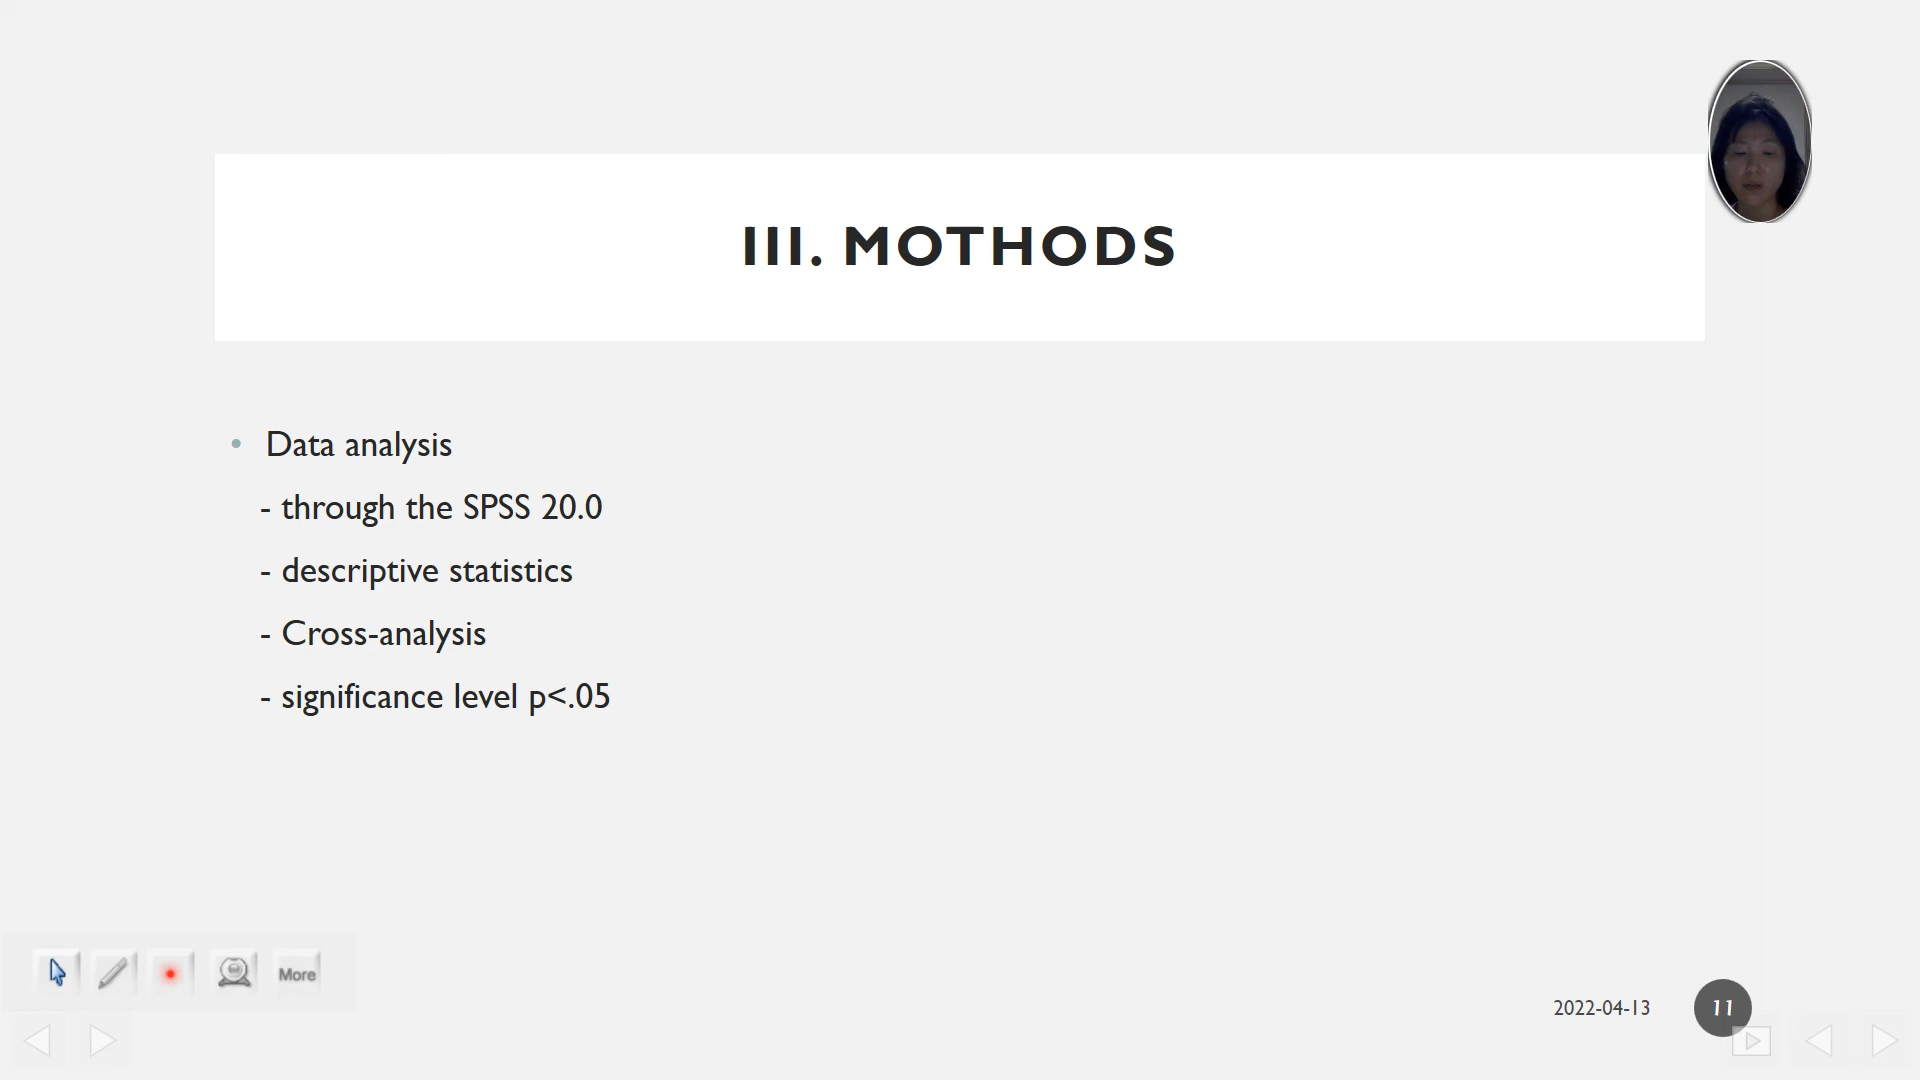 III. MOTHODS
• Data analysis
- through the SPSS 20.0
- descriptive statistics
- Cross-analysis
- significance level p<.05
More
2022-04-13
11